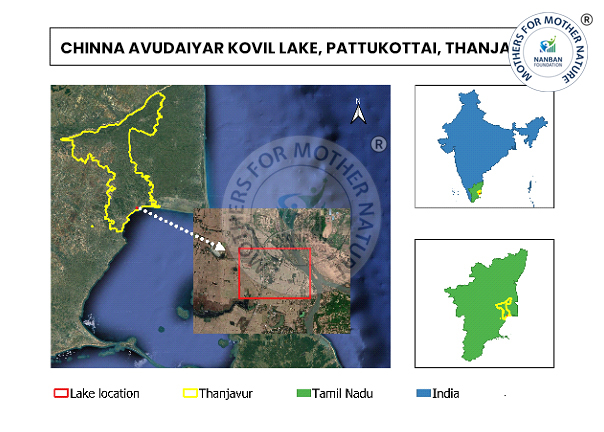 CHINNA AVUDAIYAR KOVIL LAKE, PATTUKOTTAI, THANJA
MOTHERS FOR MOTHER NATURE
NANBAN
FOUNDATION
®
N
®
MOTHERS FOR MOTHER NATURE
Lake location
Thanjavur
Tamil Nadu
India